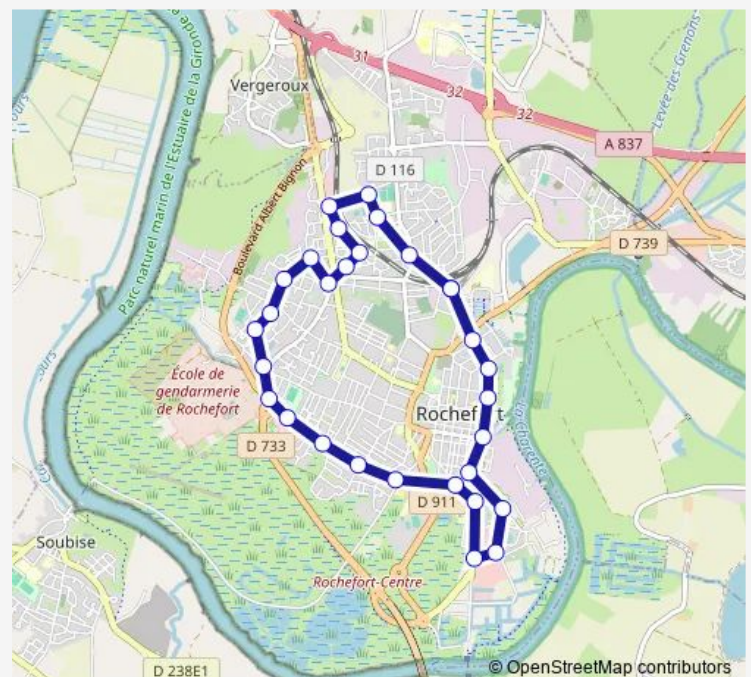 Vergeroux
31
32
32
A 837
Levée des Grenons
D 116
D 739
Boulevard Albert Bignon
Parc naturel marin de l'Estuaire de la Gironde e
École de
gendarmerie
de Rochefort
Rochef t
La Charente
D 733
D 911
Soubise
Rochefort-Centre
D 238E1
© OpenStreetMap contributors